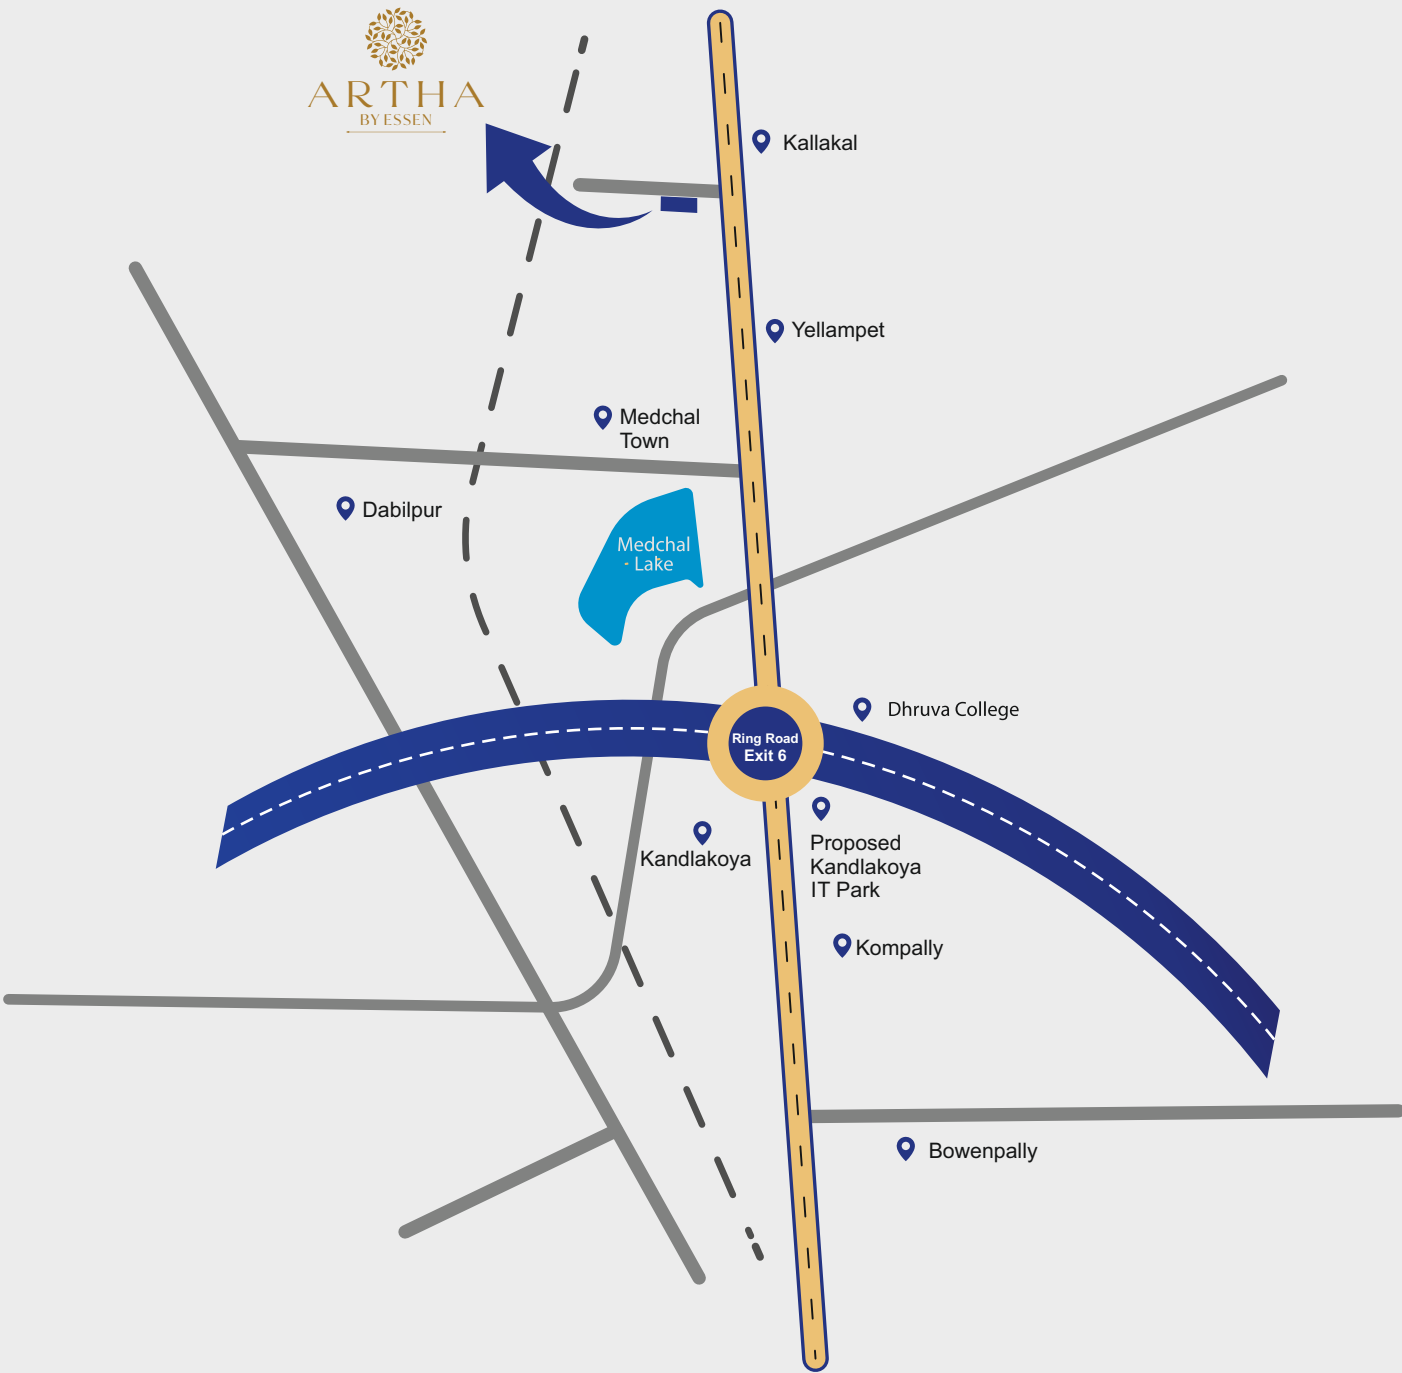 ARTHA
BY ESSEN
Kallakal
Yellampet
Medchal
Town
Dabilpur
Medchal
- Lake
Dhruva College
Ring Road
Exit 6
Kandlakoya
Proposed
Kandlakoya
IT Park
Kompally
Bowenpally